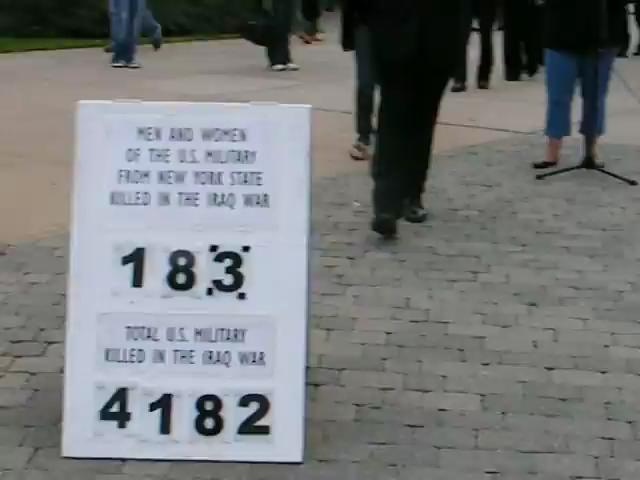 MEN AND WOMEN
OF THE U.S. MILITARY
FROM NEW YORK STATE
KILLED IN THE IRAQ WAR
183
TOTAL U.S. MILITARY
KILLED IN THE IRAQ WAR
4182